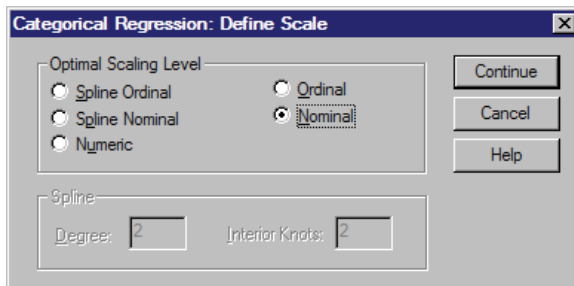 Categorical Regression: Define Scale
Optimal Scaling Level
Spline Ordinal
Ordinal
Spline Nominal
Nominal
Numeric
Continue
Cancel
Help
Spline
Degree: 2
Interior Knots: 2